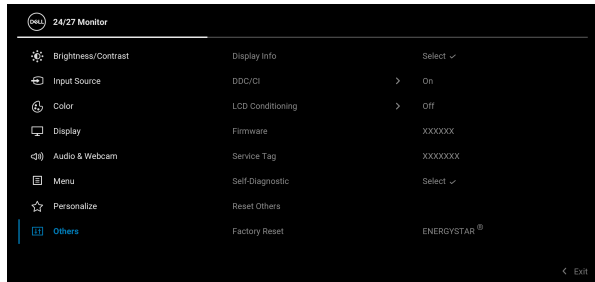 DELL 24/27 Monitor
Brightness/Contrast Display Info Select ✓
Input Source DDC/CI > On
Color LCD Conditioning > Off
Display Firmware XXXXXX
Audio & Webcam Service Tag XXXXXXX
Menu Self-Diagnostic Select ✓
Personalize Reset Others
Others Factory Reset ENERGYSTAR ®
< Exit